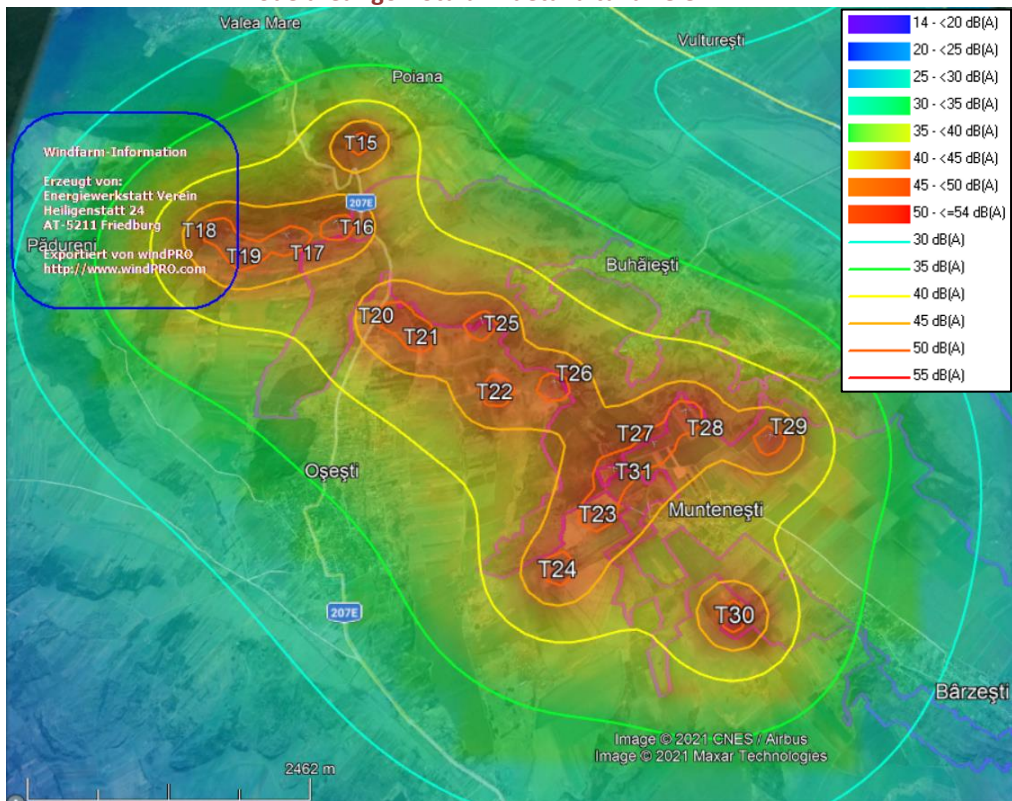 Valea Mare
Vulturești
Poiana
14 - <20 dB(A)
20 - <25 dB(A)
25 - <30 dB(A)
30 - <35 dB(A)
35 - <40 dB(A)
40 - <45 dB(A)
45 - <50 dB(A)
50 - <=54 dB(A)
30 dB(A)
35 dB(A)
40 dB(A)
45 dB(A)
50 dB(A)
55 dB(A)
Windfarm-Information
Erzeugt von:
Energiewerkstatt Verein
Heiligenstatt 24
AT-5211 Friedburg
Exportiert von windPRO
http://www.windPRO.com
Pădureni
T15
207E
T16
T18
T19
T17
Buhăiești
T20
T21
T25
T22
T26
T27
T28
T29
Oșești
T31
T23
Muntenești
T24
207E
T30
Bârzești
Image © 2021 CNES / Airbus
Image © 2021 Maxar Technologies
2462 m